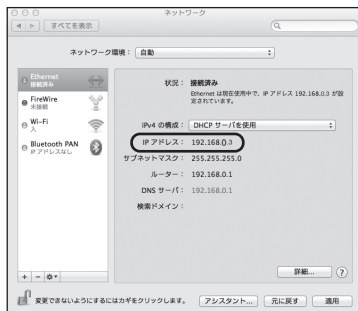 ネットワーク
すべてを表示
ネットワーク環境： 自動
Ethernet
接続済み
FireWire
未接続
Wi-Fi
入
Bluetooth PAN
IP アドレスなし
状況： 接続済み
Ethernet は現在使用中で、IP アドレス 192.168.0.3 が設
定されています。
IPv4 の構成： DHCP サーバを使用
IP アドレス： 192.168.0.3
サブネットマスク： 255.255.255.0
ルーター： 192.168.0.1
DNS サーバ： 192.168.0.1
検索ドメイン：
詳細... ?
+ −
変更できないようにするにはカギをクリックします。
アシスタント... 元に戻す 適用